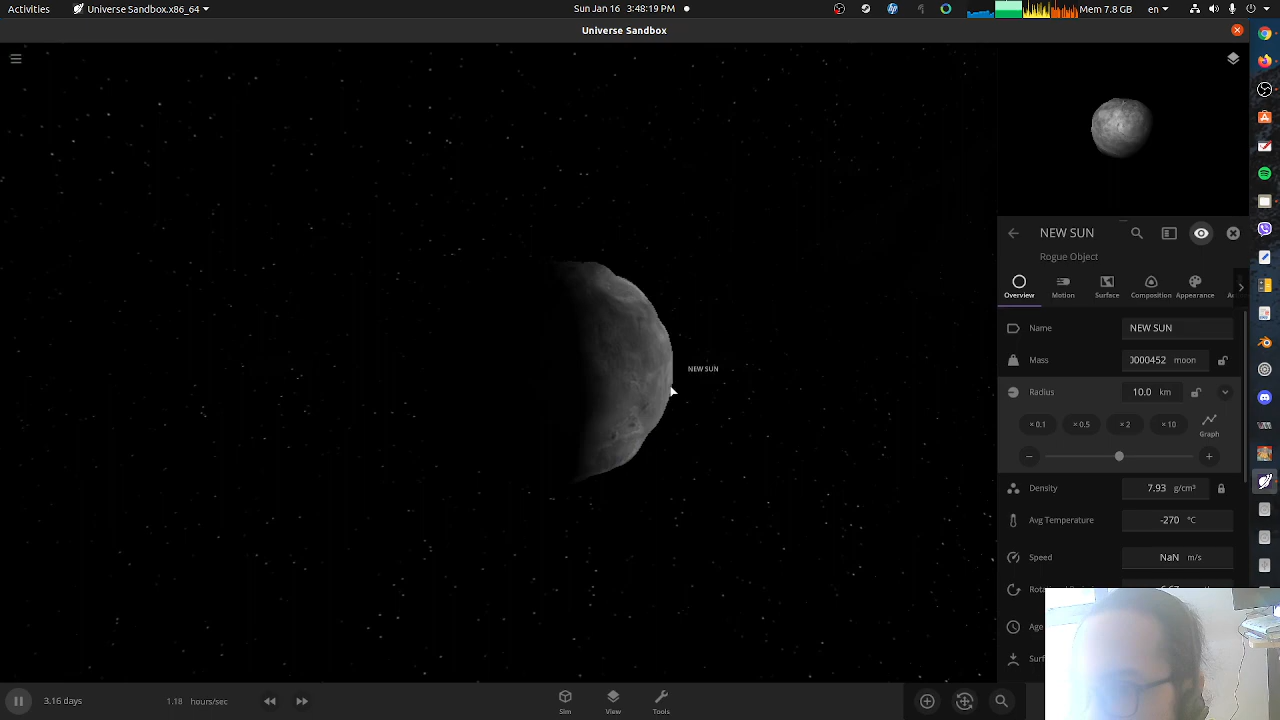 Activities Universe Sandbox.x86_64 Sun Jan 16 3:48:19 PM Mem 7.8 GB en
Universe Sandbox
NEW SUN
Rogue Object
Overview Motion Surface Composition Appearance
Name NEW SUN
Mass 0000452 moon
NEW SUN
Radius 10.0 km
× 0.1 × 0.5 × 2 × 10 Graph
Density 7.93 g/cm³
Avg Temperature -270 °C
Speed NaN m/s
Age
3.16 days 1.18 hours/sec
Sim View Tools